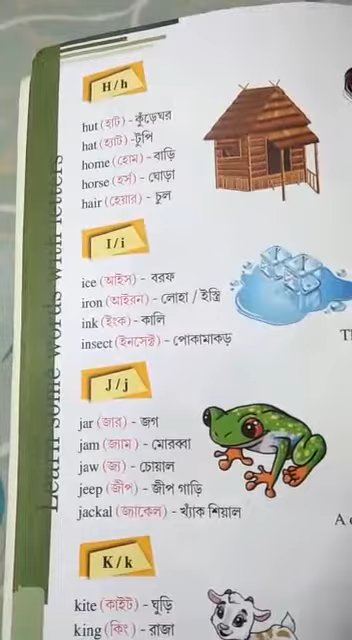 Learn some words with letters
H/h
hut (হাট) - কুঁড়েঘর
hat (হ্যাট) - টুপি
home (হোম) - বাড়ি
horse (হর্স) - ঘোড়া
hair (হেয়ার) - চুল
I/i
ice (আইস) - বরফ
iron (আইরন) - লোহা / ইস্ত্রি
ink (ইংক) - কালি
insect (ইনসেক্ট) - পোকামাকড়
J/j
jar (জার) - জগ
jam (জ্যাম) - মোরব্বা
jaw (জ্য) - চোয়াল
jeep (জীপ) - জীপ গাড়ি
jackal (জ্যাকেল) - খ্যাঁক শিয়াল
K/k
kite (কাইট) - ঘুড়ি
king (কিং) - রাজা